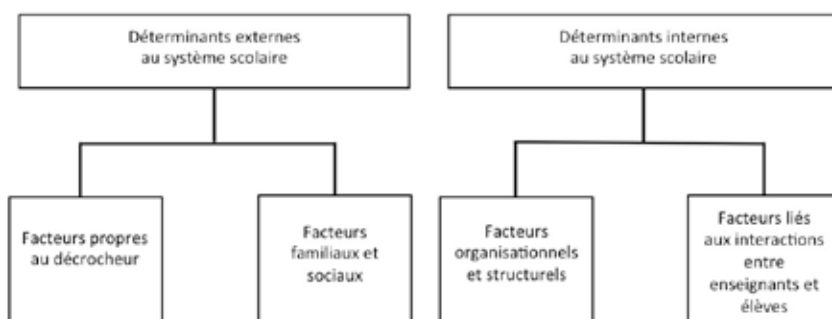 Déterminants externes
au système scolaire
Déterminants internes
au système scolaire
Facteurs propres
au décrocheur
Facteurs
familiaux et
sociaux
Facteurs
organisationnels
et structurels
Facteurs liés
aux interactions
entre
enseignants et
élèves